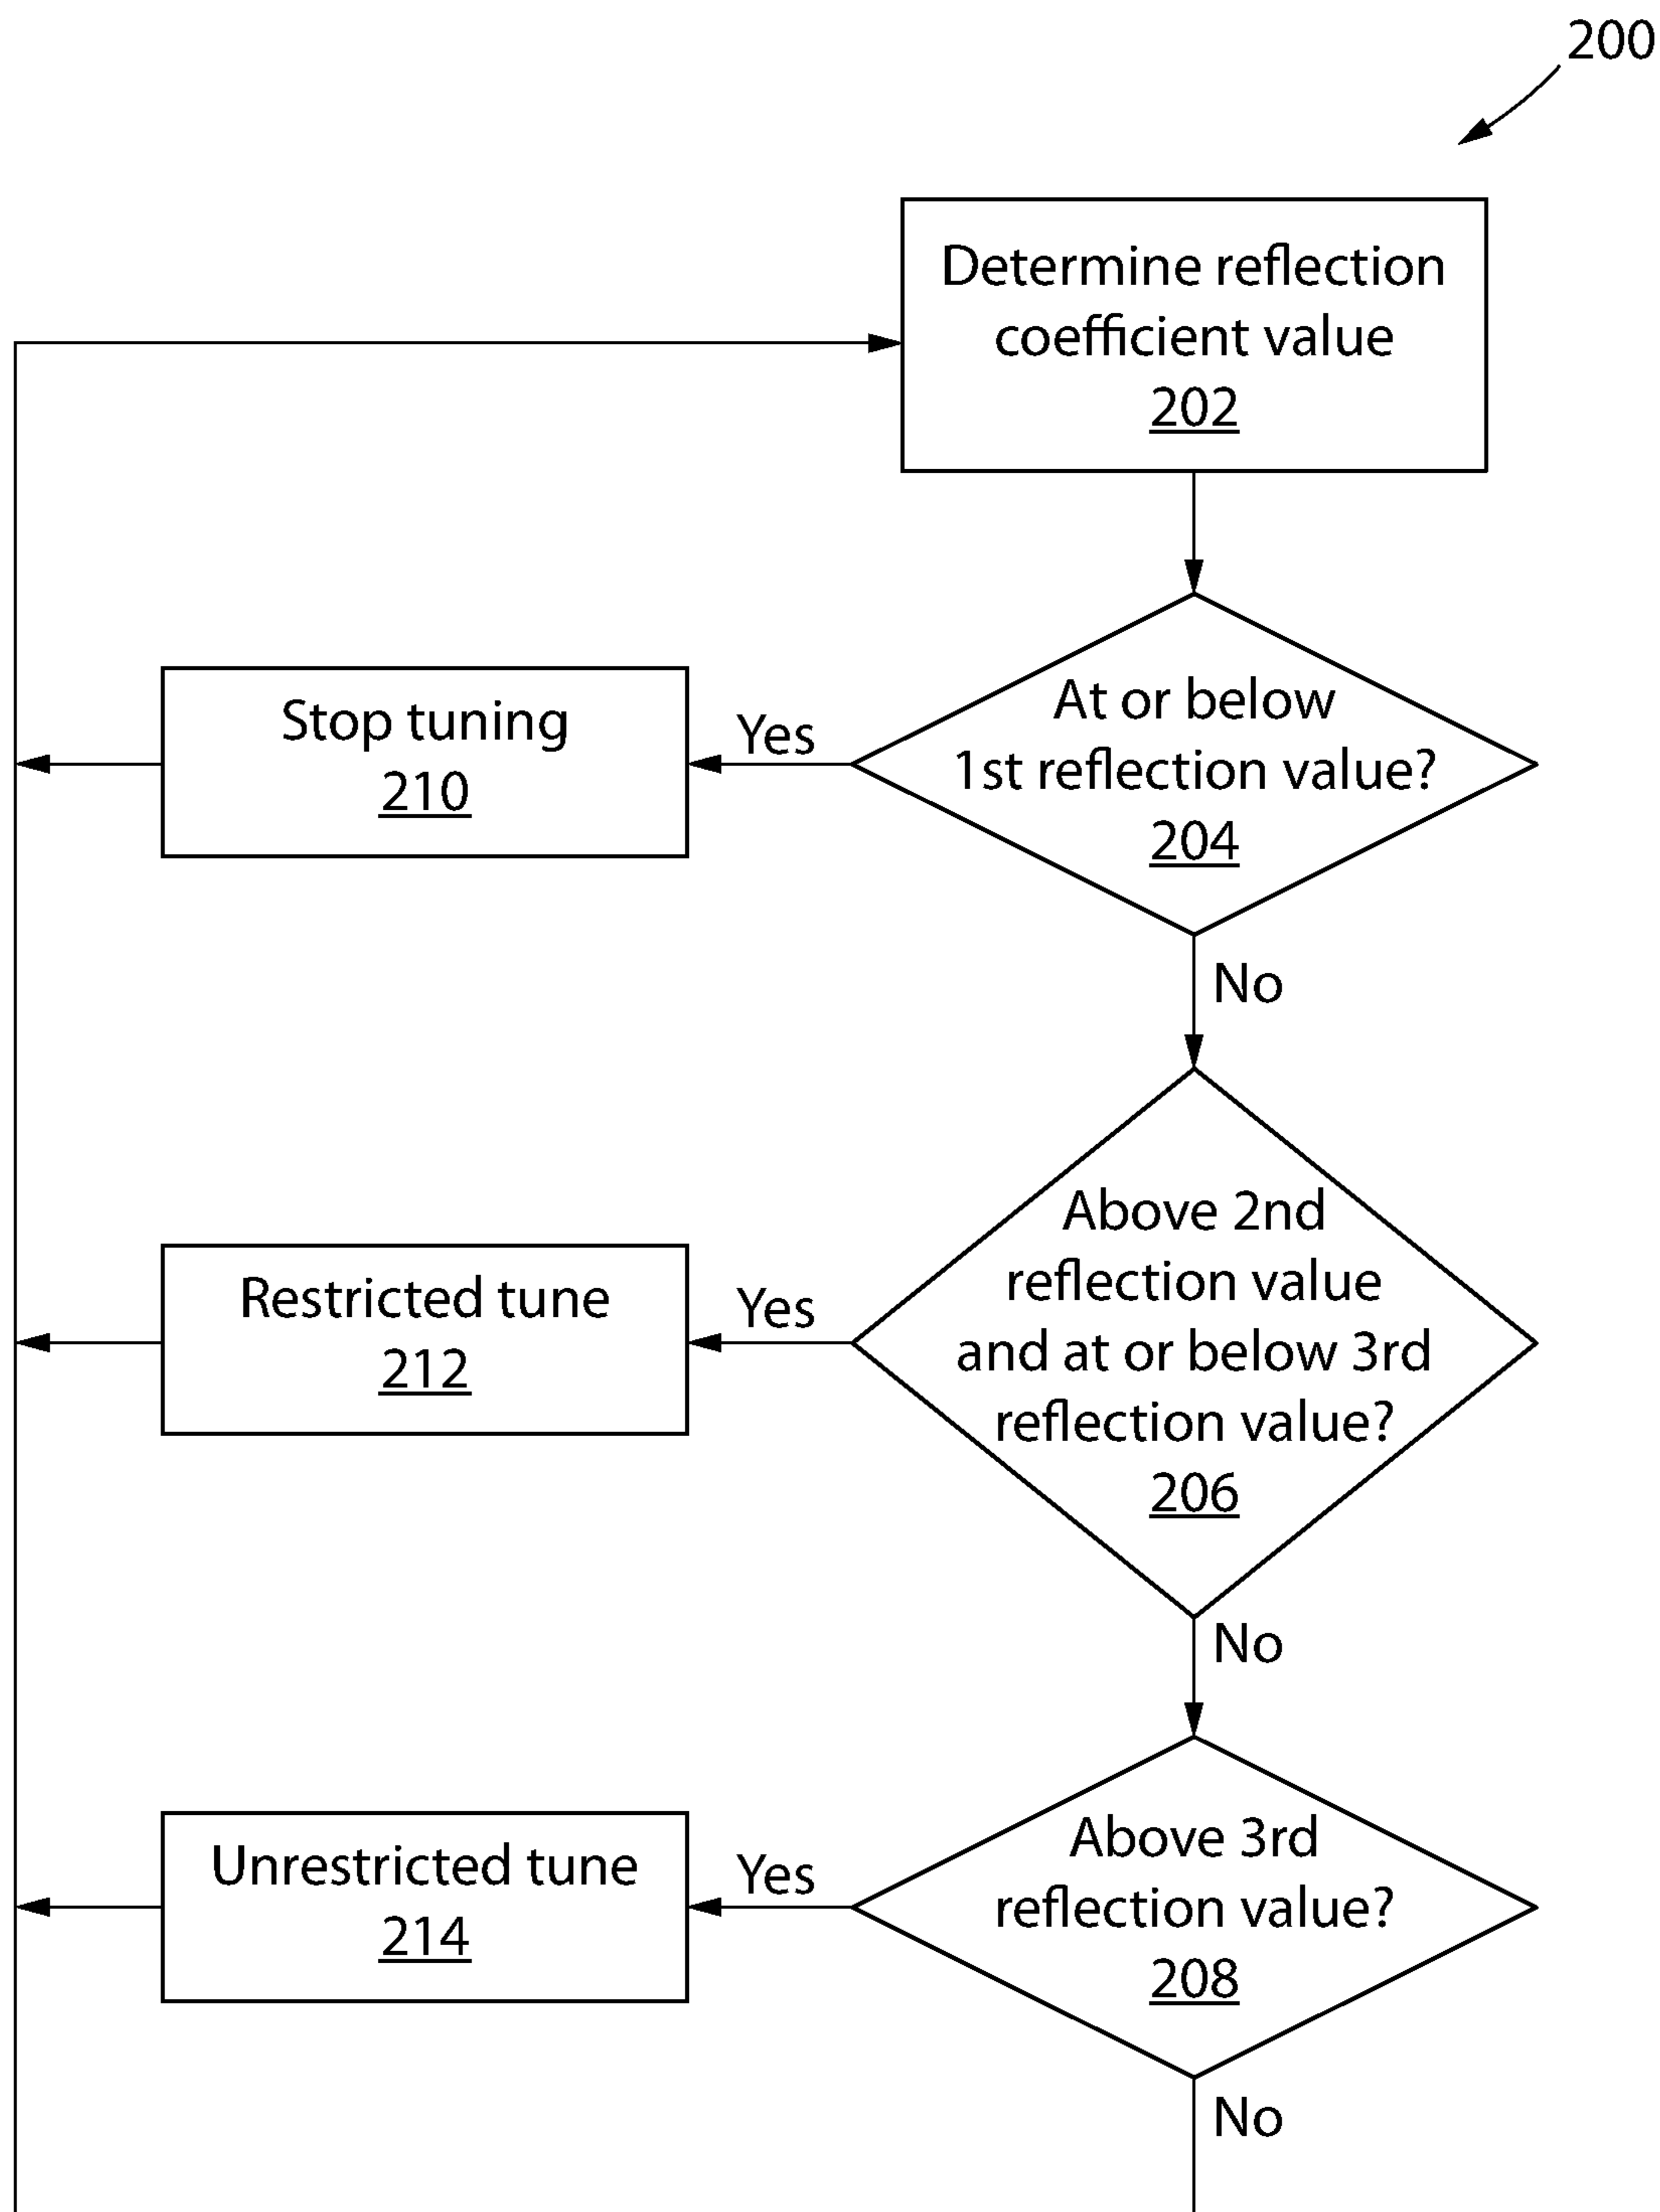 200
Determine reflection
coefficient value
202
At or below
1st reflection value?
204
Yes
Stop tuning
210
No
Above 2nd
reflection value
and at or below 3rd
reflection value?
206
Yes
Restricted tune
212
No
Above 3rd
reflection value?
208
Yes
Unrestricted tune
214
No